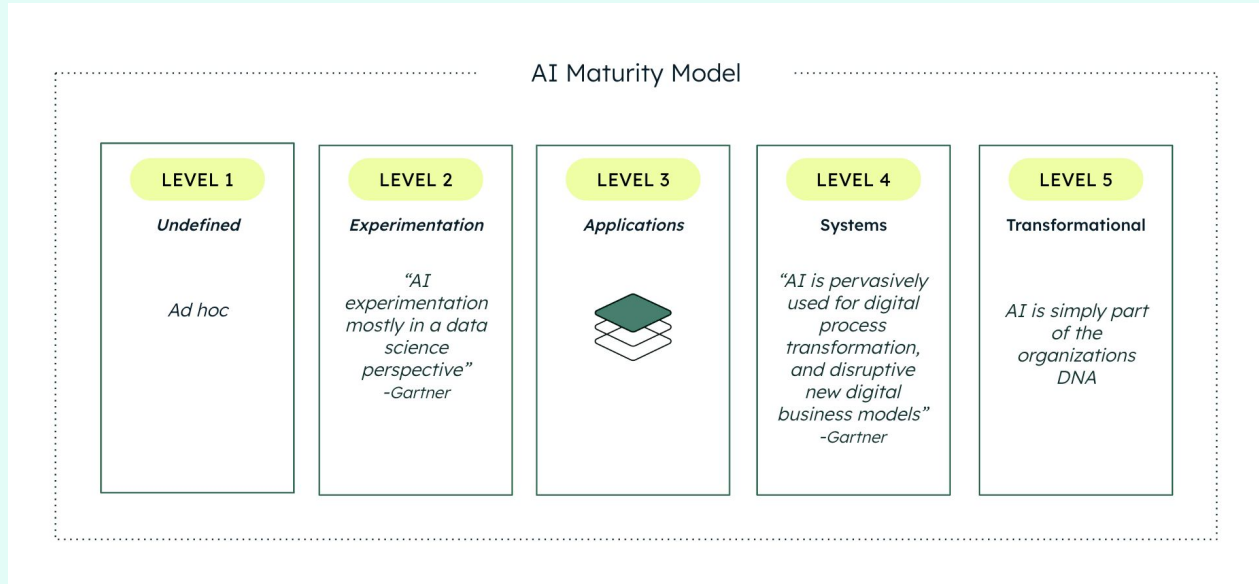 AI Maturity Model
LEVEL 1
Undefined
Ad hoc
LEVEL 2
Experimentation
“AI
experimentation
mostly in a data
science
perspective”
-Gartner
LEVEL 3
Applications
LEVEL 4
Systems
“AI is pervasively
used for digital
process
transformation,
and disruptive
new digital
business models”
-Gartner
LEVEL 5
Transformational
AI is simply part
of the
organizations
DNA